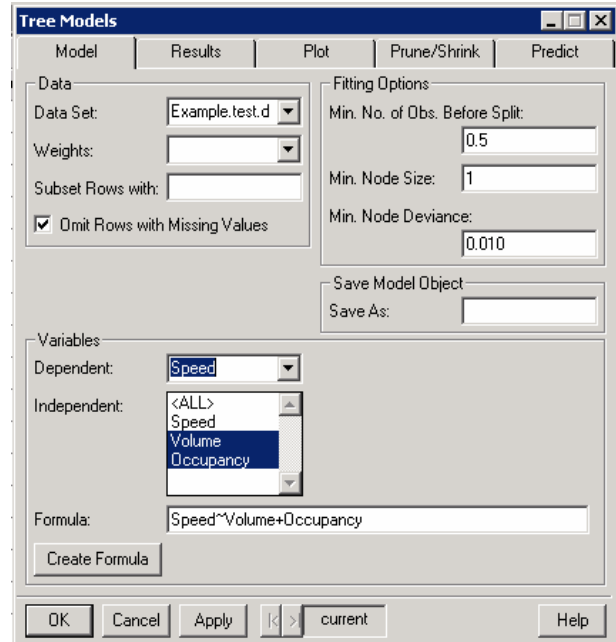 Tree Models
Model Results Plot Prune/Shrink Predict
Data
Data Set: Example.test.d
Weights:
Subset Rows with:
Omit Rows with Missing Values
Fitting Options
Min. No. of Obs. Before Split:
0.5
Min. Node Size: 1
Min. Node Deviance:
0.010
Save Model Object
Save As:
Variables
Dependent: Speed
Independent: <ALL>
Speed
Volume
Occupancy
Formula: Speed~Volume+Occupancy
Create Formula
OK Cancel Apply current Help